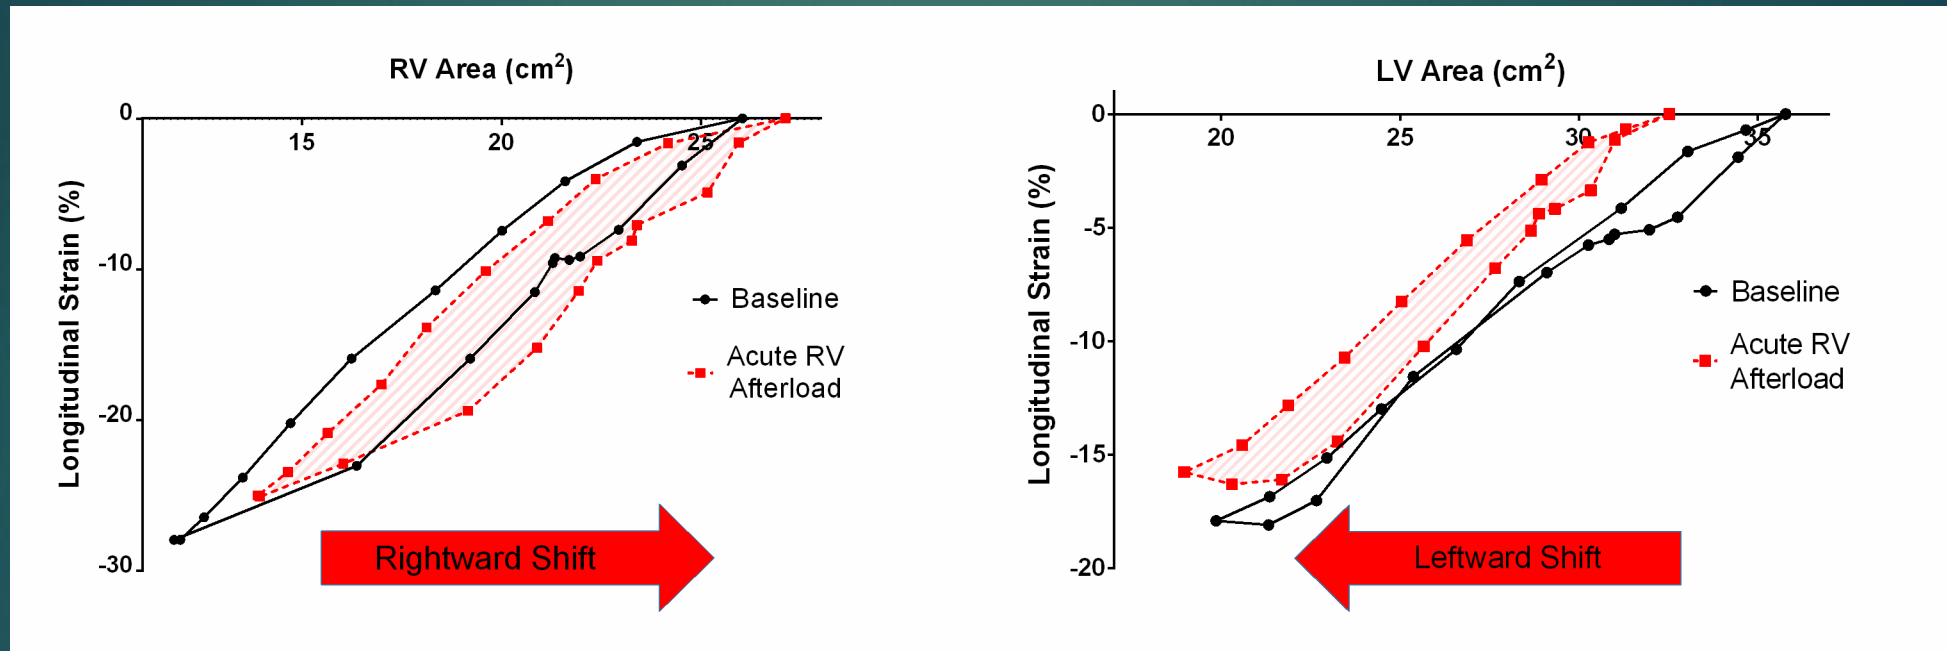 RV Area (cm²)
0
15
20
25
-10
-20
-30
Longitudinal Strain (%)
Baseline
Acute RV
Afterload
Rightward Shift
LV Area (cm²)
0
20
25
30
35
-5
-10
-15
-20
Longitudinal Strain (%)
Baseline
Acute RV
Afterload
Leftward Shift